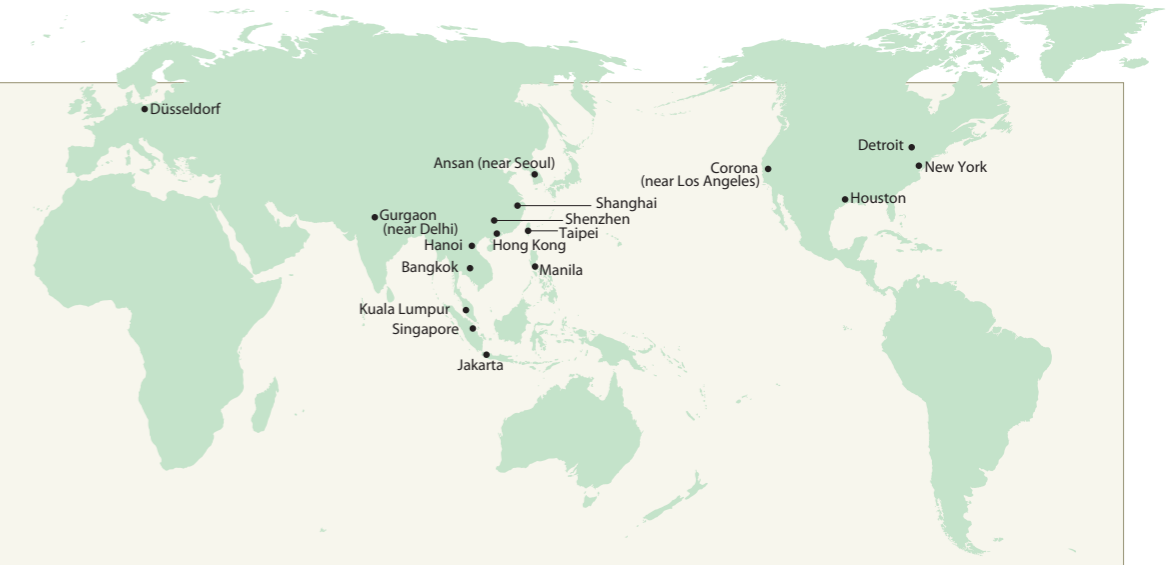 Düsseldorf
Ansan (near Seoul)
Shanghai
Gurgaon
(near Delhi)
Shenzhen
Taipei
Hanoi
Hong Kong
Bangkok
Manila
Kuala Lumpur
Singapore
Jakarta
Detroit
Corona
(near Los Angeles)
New York
Houston